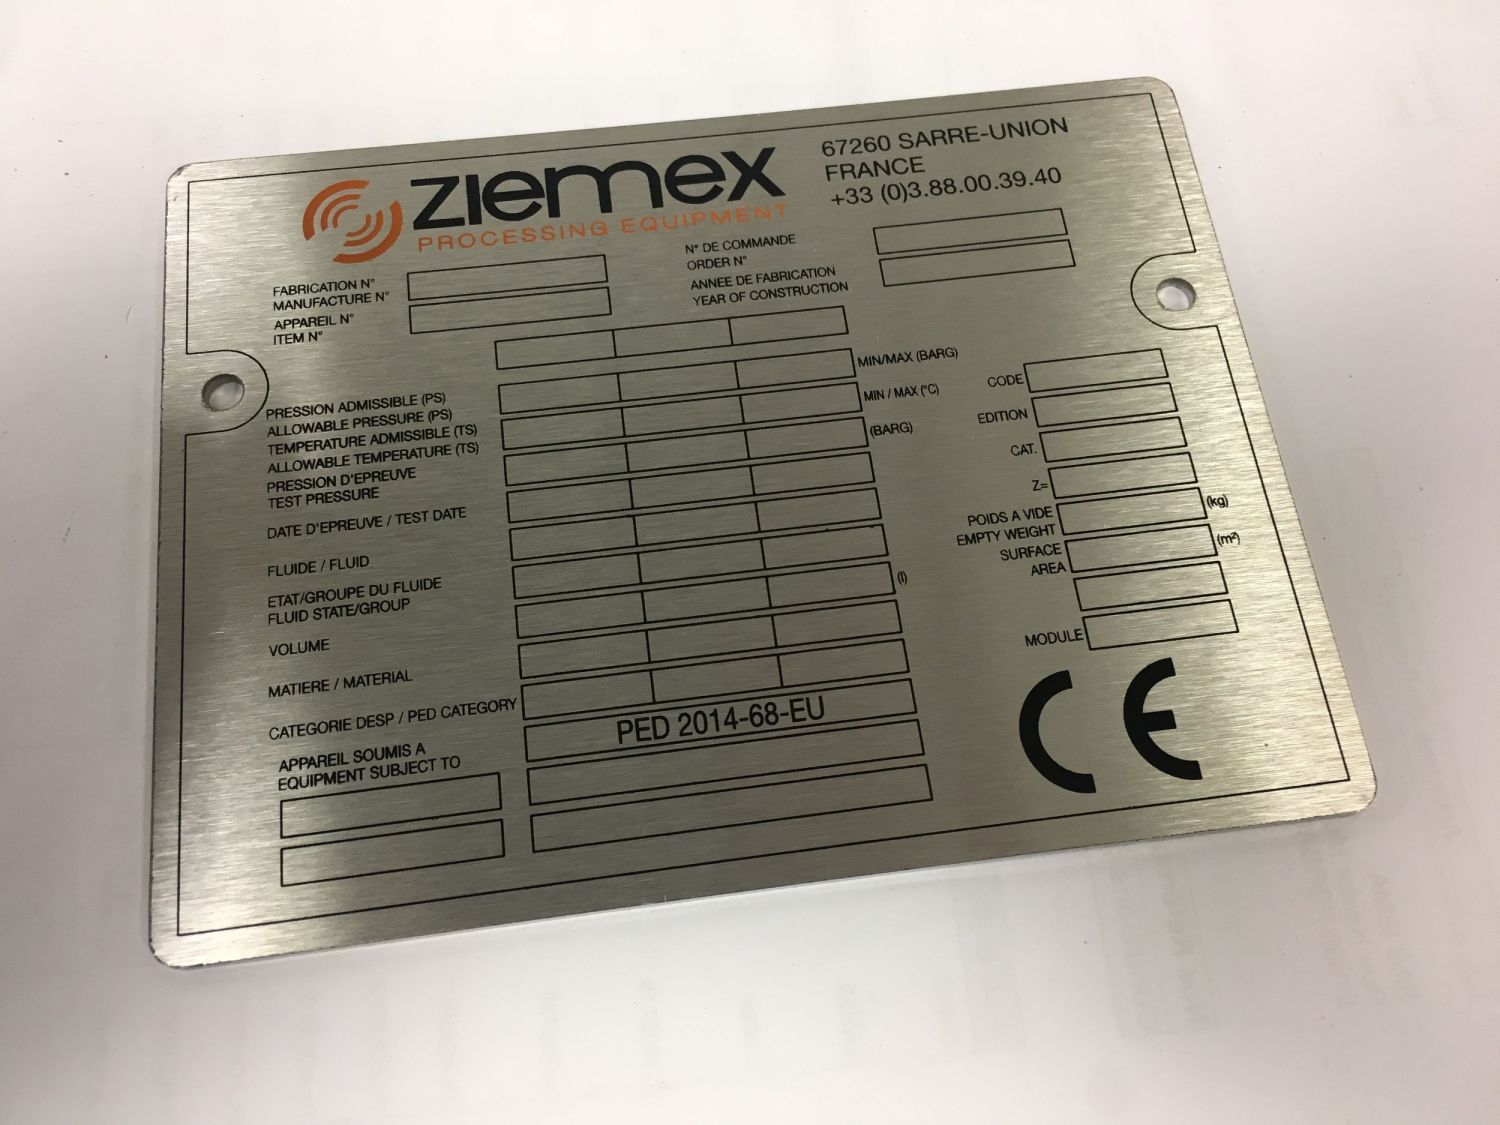 ziemex
PROCESSING EQUIPMENT
67260 SARRE-UNION
FRANCE
+33 (0)3.88.00.39.40
FABRICATION N°
MANUFACTURE N°
APPAREIL N°
ITEM N°
N° DE COMMANDE
ORDER N°
ANNEE DE FABRICATION
YEAR OF CONSTRUCTION
PRESSION ADMISSIBLE (PS)
ALLOWABLE PRESSURE (PS)
MIN/MAX (BARG)
TEMPERATURE ADMISSIBLE (TS)
ALLOWABLE TEMPERATURE (TS)
MIN / MAX (°C)
PRESSION D'EPREUVE
TEST PRESSURE
(BARG)
DATE D'EPREUVE / TEST DATE
FLUIDE / FLUID
ETAT/GROUPE DU FLUIDE
FLUID STATE/GROUP
VOLUME
(l)
MATIERE / MATERIAL
CATEGORIE DESP / PED CATEGORY
APPAREIL SOUMIS A
EQUIPMENT SUBJECT TO
PED 2014-68-EU
CODE
EDITION
CAT.
Z=
POIDS A VIDE
EMPTY WEIGHT
(kg)
SURFACE
AREA
(m²)
MODULE
CE